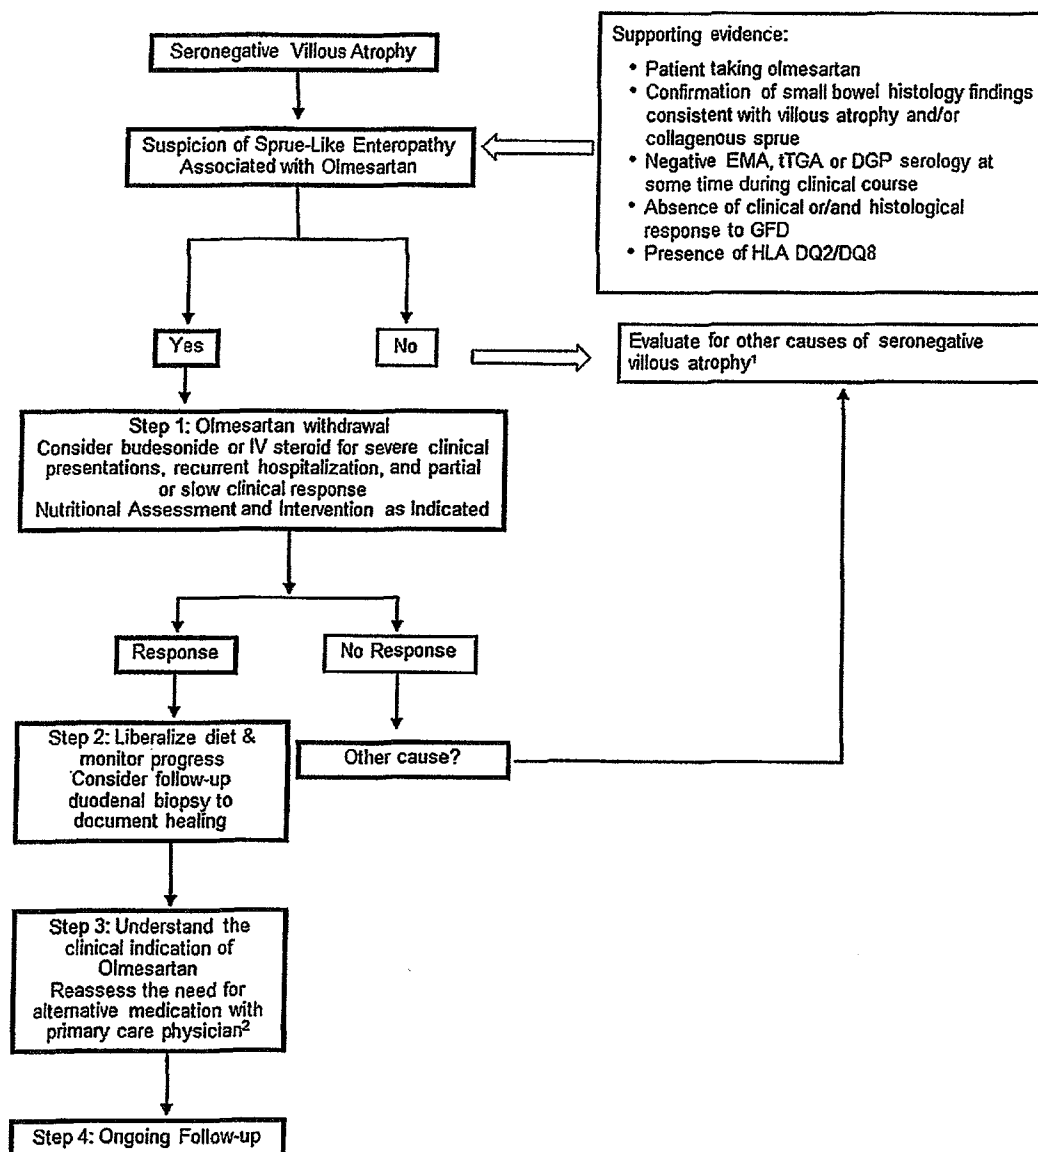 Seronegative Villous Atrophy
Suspicion of Sprue-Like Enteropathy
Associated with Olmesartan
Supporting evidence:
• Patient taking olmesartan
• Confirmation of small bowel histology findings
consistent with villous atrophy and/or
collagenous sprue
• Negative EMA, tTGA or DGP serology at
some time during clinical course
• Absence of clinical or/and histological
response to GFD
• Presence of HLA DQ2/DQ8
Yes
No
Evaluate for other causes of seronegative
villous atrophy¹
Step 1: Olmesartan withdrawal
Consider budesonide or IV steroid for severe clinical
presentations, recurrent hospitalization, and partial
or slow clinical response
Nutritional Assessment and Intervention as Indicated
Response
No Response
Step 2: Liberalize diet &
monitor progress
Consider follow-up
duodenal biopsy to
document healing
Other cause?
Step 3: Understand the
clinical indication of
Olmesartan
Reassess the need for
alternative medication with
primary care physician²
Step 4: Ongoing Follow-up